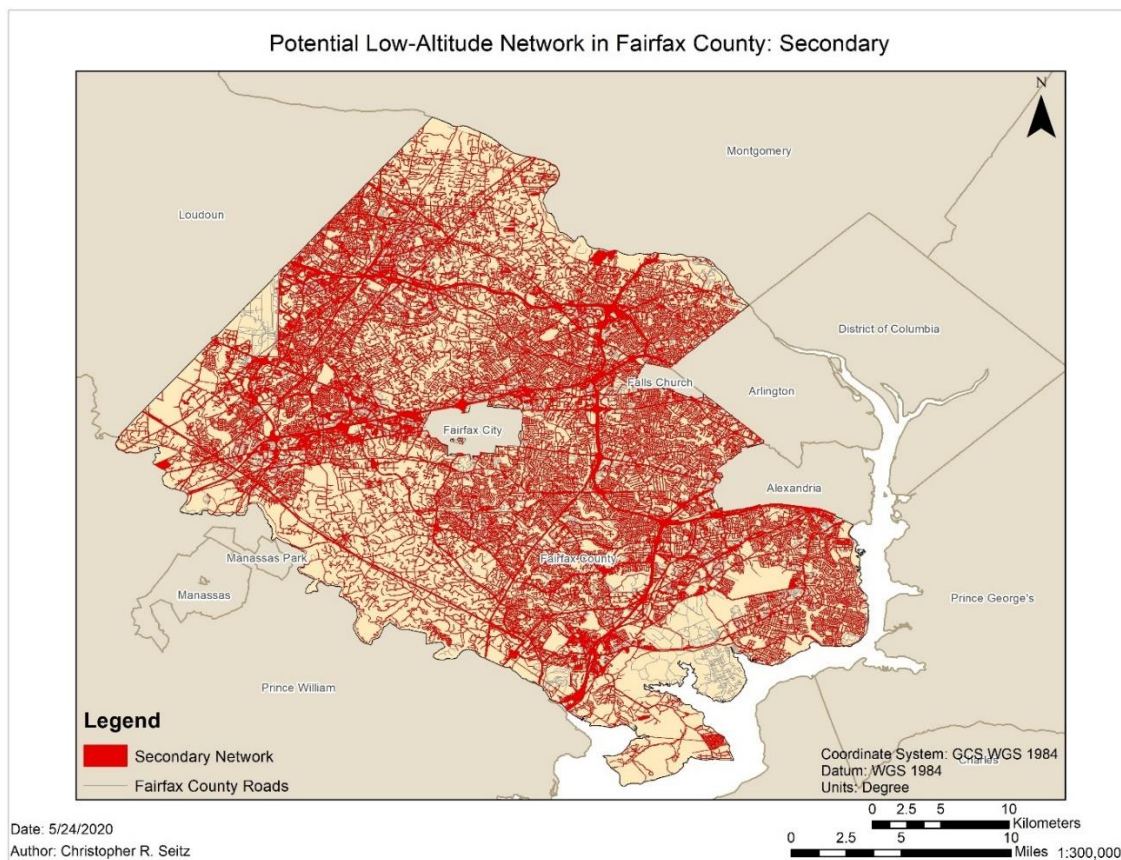 Potential Low-Altitude Network in Fairfax County: Secondary
N
Montgomery
Loudoun
District of Columbia
Falls Church
Arlington
Fairfax City
Alexandria
Fairfax County
Manassas Park
Manassas
Prince George's
Prince William
Legend
Secondary Network
Fairfax County Roads
Coordinate System: GCS WGS 1984
Charles
Datum: WGS 1984
Units: Degree
0 2.5 5 10
Kilometers
0 2.5 5 10
Miles 1:300,000
Date: 5/24/2020
Author: Christopher R. Seitz